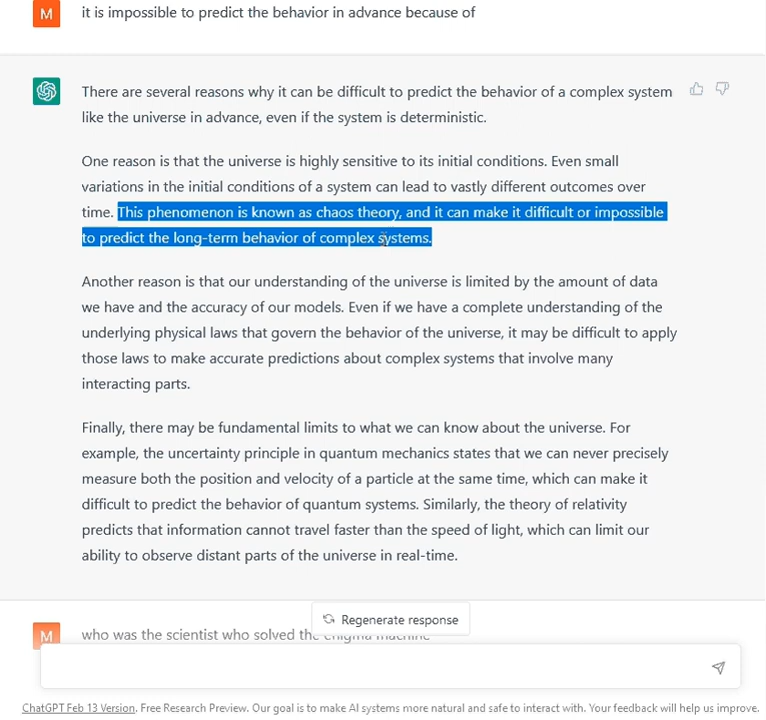 M
it is impossible to predict the behavior in advance because of
There are several reasons why it can be difficult to predict the behavior of a complex system
like the universe in advance, even if the system is deterministic.
One reason is that the universe is highly sensitive to its initial conditions. Even small
variations in the initial conditions of a system can lead to vastly different outcomes over
time. This phenomenon is known as chaos theory, and it can make it difficult or impossible
to predict the long-term behavior of complex systems.
Another reason is that our understanding of the universe is limited by the amount of data
we have and the accuracy of our models. Even if we have a complete understanding of the
underlying physical laws that govern the behavior of the universe, it may be difficult to apply
those laws to make accurate predictions about complex systems that involve many
interacting parts.
Finally, there may be fundamental limits to what we can know about the universe. For
example, the uncertainty principle in quantum mechanics states that we can never precisely
measure both the position and velocity of a particle at the same time, which can make it
difficult to predict the behavior of quantum systems. Similarly, the theory of relativity
predicts that information cannot travel faster than the speed of light, which can limit our
ability to observe distant parts of the universe in real-time.
Regenerate response
M
who was the scientist who solved the enigma machine
ChatGPT Feb 13 Version. Free Research Preview. Our goal is to make AI systems more natural and safe to interact with. Your feedback will help us improve.